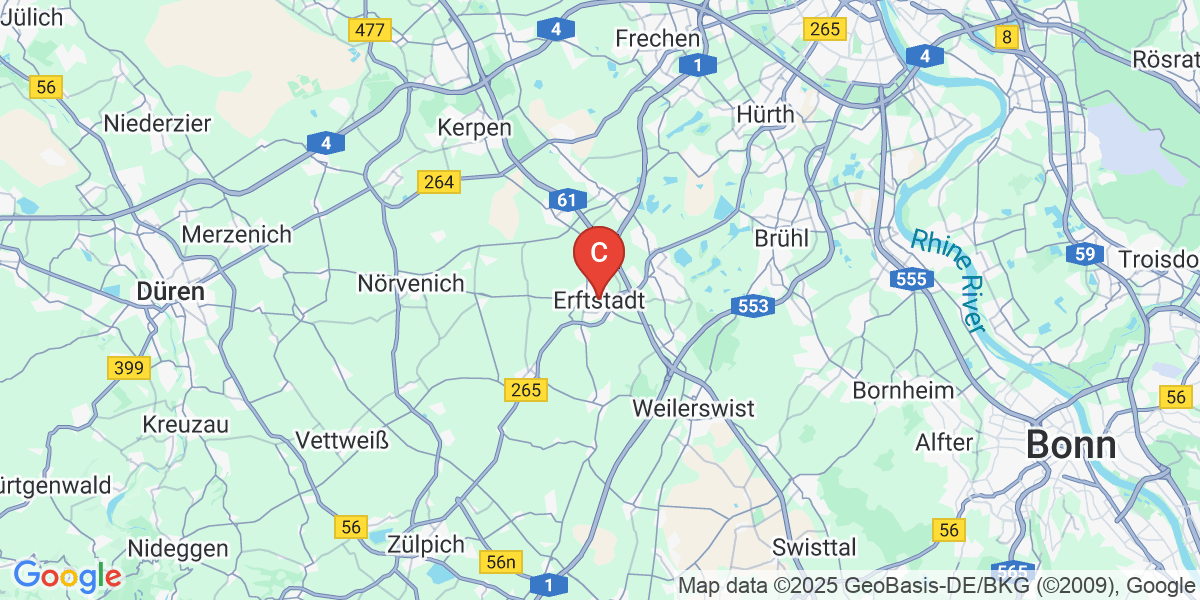 Jülich
477
4
Frechen
265
8
4
Rösrat
1
56
Niederzier
Kerpen
Hürth
4
264
61
Merzenich
Brühl
C
Rhine River
59
Troisdo
Düren
Nörvenich
Erftstadt
553
555
399
265
Bornheim
56
Weilerswist
Kreuzau
Vettweiß
Alfter
Bonn
ürtgenwald
56
56
Nideggen
Zülpich
Swisttal
56n
565
1
Google
Map data ©2025 GeoBasis-DE/BKG (©2009), Google